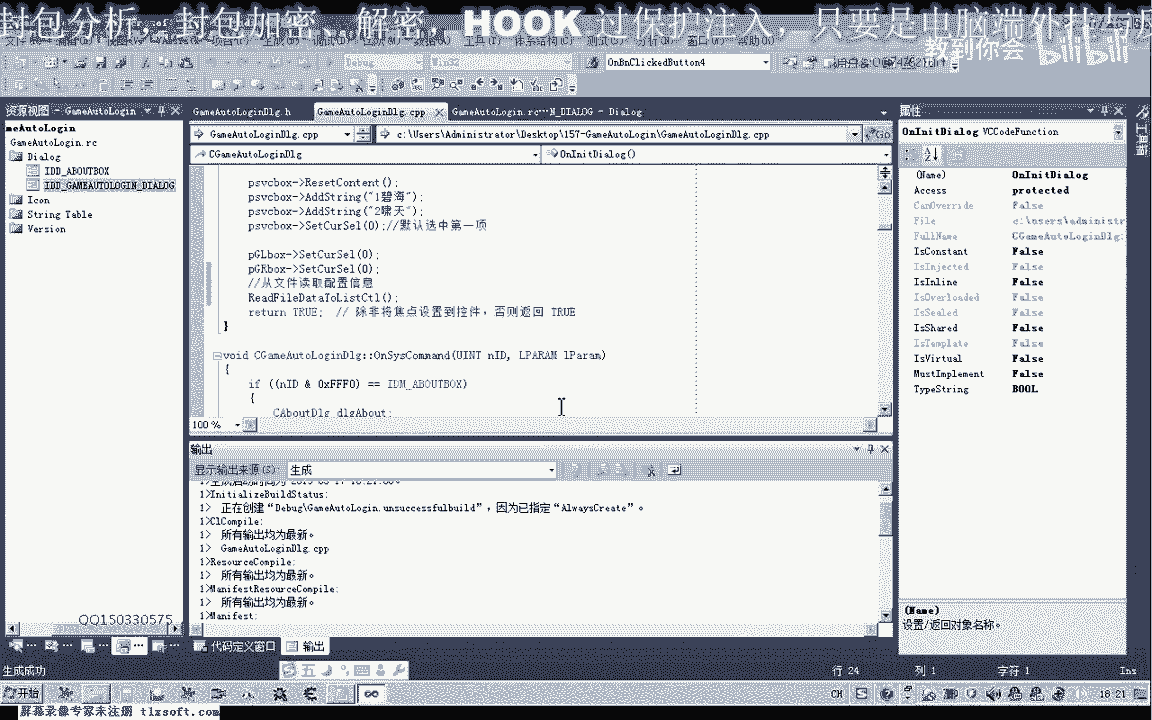 封包分析，封包加密、解密，HOOK 过保护注入，只要是电脑端外挂与反
教到你会
bilibili
OnBnClickedButton4
资源视图 - GameAutoLogin
GameAutoLoginDlg.h
GameAutoLoginDlg.cpp
属性
meAutoLogin
GameAutoLogin.rc
Dialog
IDD_ABOUTBOX
IDD_GAMEAUTOLOGIN_DIALOG
Icon
String Table
Version
GameAutoLoginDlg.cpp
c:\Users\Administrator\Desktop\157-GameAutoLogin\GameAutoLoginDlg.cpp
Go
CGameAutoLoginDlg
OnInitDialog()
psvcbox->ResetContent();
psvcbox->AddString("1碧海");
psvcbox->AddString("2啸天");
psvcbox->SetCurSel(0);//默认选中第一项
pGLbox->SetCurSel(0);
pGRbox->SetCurSel(0);
//从文件读取配置信息
ReadFileDataToListCtl();
return TRUE;  // 除非将焦点设置到控件，否则返回 TRUE
}
void CGameAutoLoginDlg::OnSysCommand(UINT nID, LPARAM lParam)
{
if ((nID & 0xFFF0) == IDM_ABOUTBOX)
{
CAboutDlg dlgAbout;
100 %
OnInitDialog VCCodeFunction
(Name) OnInitDialog
Access protected
CanOverride False
File c:\users\administr
FullName CGameAutoLoginDlg:
IsConstant False
IsInjected False
IsInline False
IsOverloaded False
IsSealed False
IsShared False
IsTemplate False
IsVirtual False
MustImplement False
TypeString BOOL
(Name)
设置/返回对象名称。
输出
显示输出来源(S): 生成
1>InitializeBuildStatus:
1>  正在创建“Debug\GameAutoLogin.unsuccessfulbuild”，因为已指定“AlwaysCreate”。
1>ClCompile:
1>  所有输出均为最新。
1>  GameAutoLoginDlg.cpp
1>ResourceCompile:
1>  所有输出均为最新。
1>ManifestResourceCompile:
1>  所有输出均为最新。
1>Manifest:
QQ150330575
代码定义窗口
输出
生成成功
行 24
列 1
字符 1
Ins
开始
五
CH
18:21
屏幕录像专家未注册 tlxsoft.com